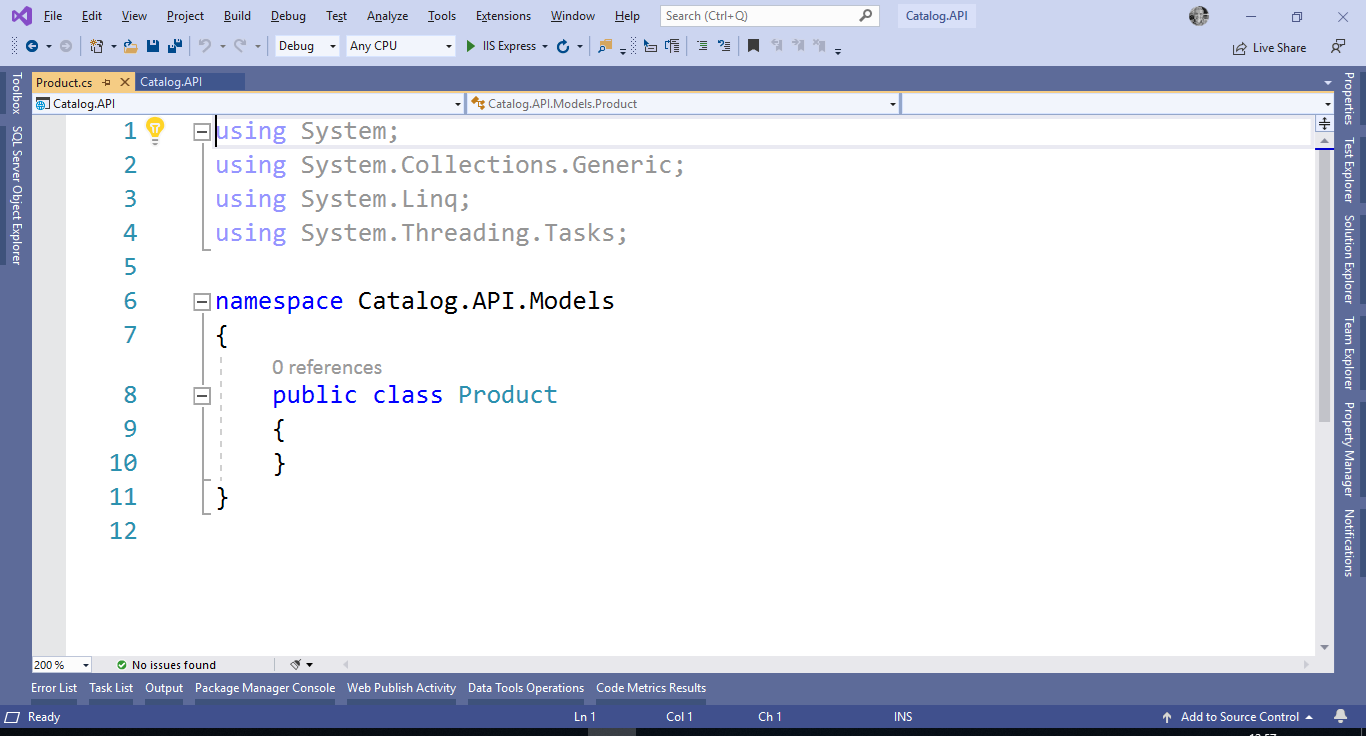 File Edit View Project Build Debug Test Analyze Tools Extensions Window Help Search (Ctrl+Q) Catalog.API
Debug Any CPU IIS Express Live Share
Product.cs Catalog.API
Catalog.API Catalog.API.Models.Product
Toolbox
SQL Server Object Explorer
1 using System;
2 using System.Collections.Generic;
3 using System.Linq;
4 using System.Threading.Tasks;
5
6 namespace Catalog.API.Models
7 {
0 references
8 public class Product
9 {
10 }
11 }
12
Properties
Test Explorer
Solution Explorer
Team Explorer
Property Manager
Notifications
200 % No issues found
Error List Task List Output Package Manager Console Web Publish Activity Data Tools Operations Code Metrics Results
Ready Ln 1 Col 1 Ch 1 INS Add to Source Control